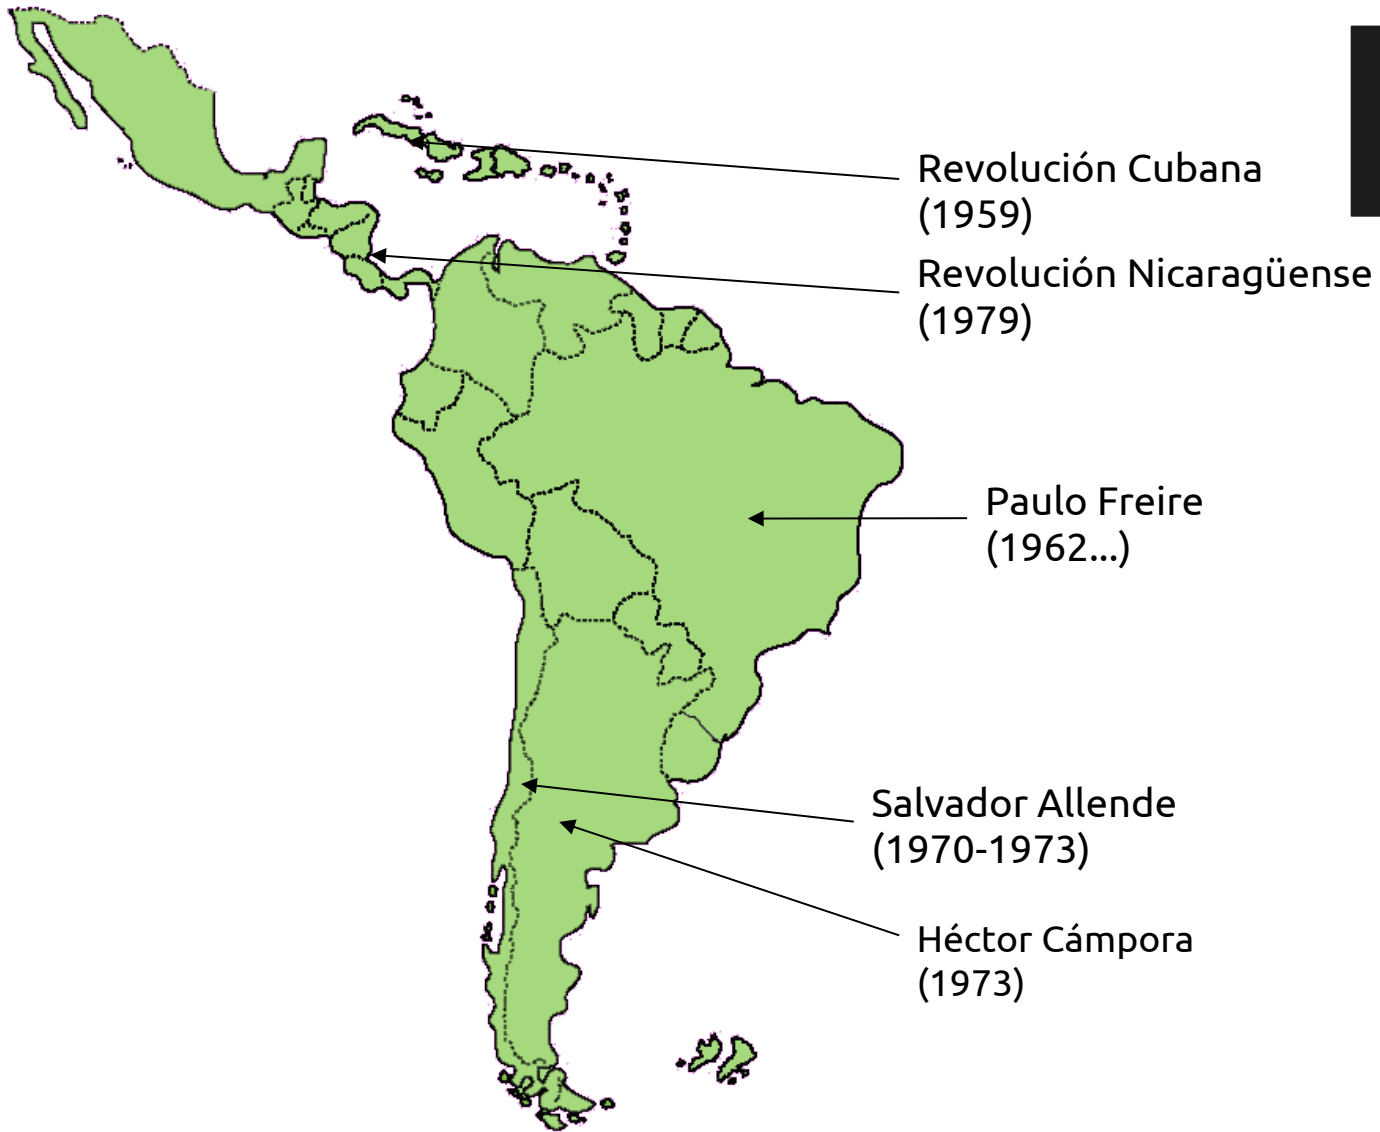 Revolución Cubana
(1959)
Revolución Nicaragüense
(1979)
Paulo Freire
(1962...)
Salvador Allende
(1970-1973)
Héctor Cámpora
(1973)